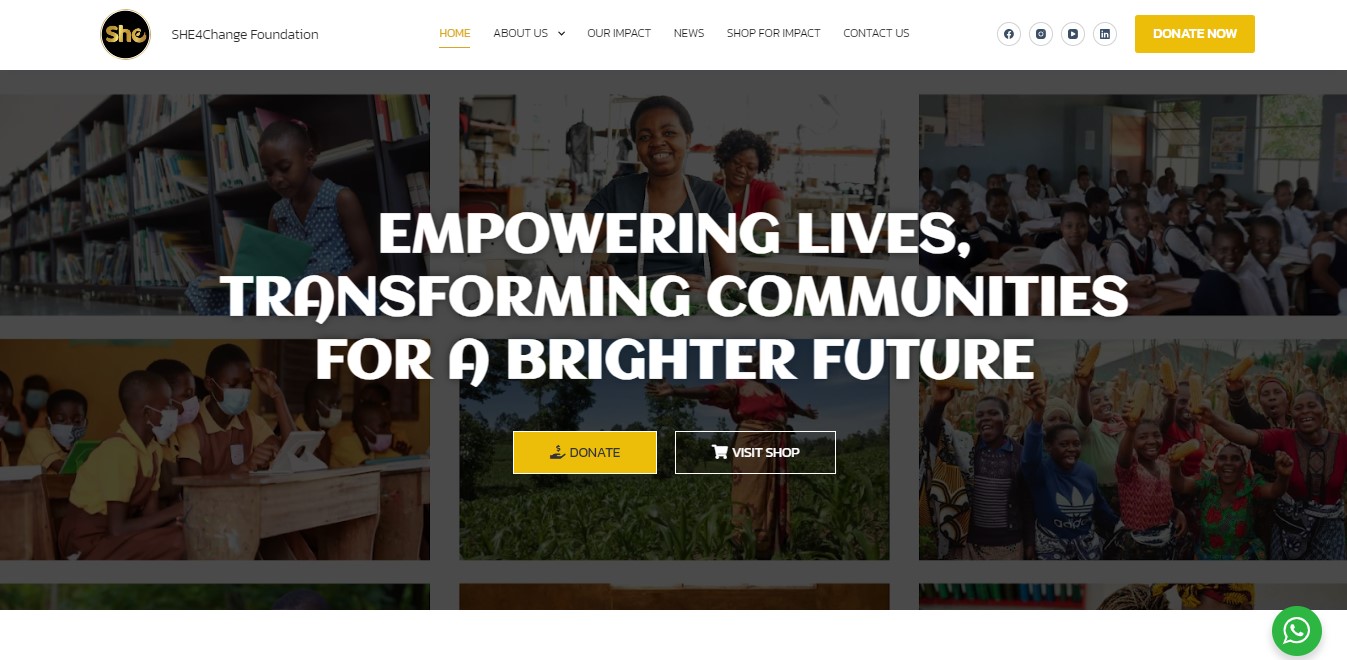 She
SHE4Change Foundation
HOME
ABOUT US
OUR IMPACT
NEWS
SHOP FOR IMPACT
CONTACT US
DONATE NOW
EMPOWERING LIVES,
TRANSFORMING COMMUNITIES
FOR A BRIGHTER FUTURE
DONATE
VISIT SHOP
adidas